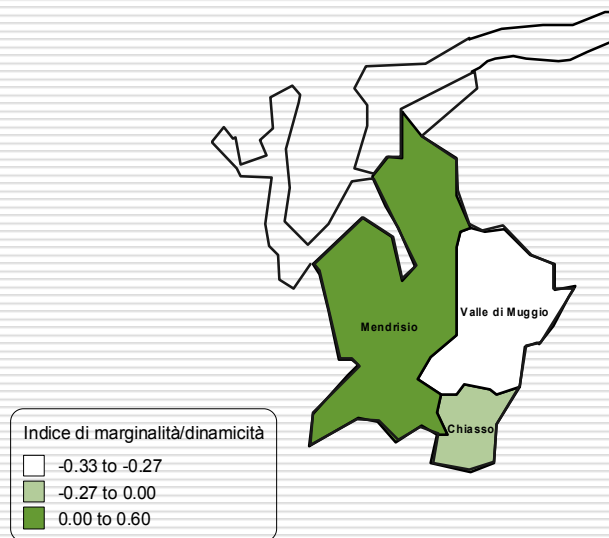 Valle di Muggio
Mendrisio
Chiasso
Indice di marginalità/dinamicità
-0.33 to -0.27
-0.27 to 0.00
0.00 to 0.60